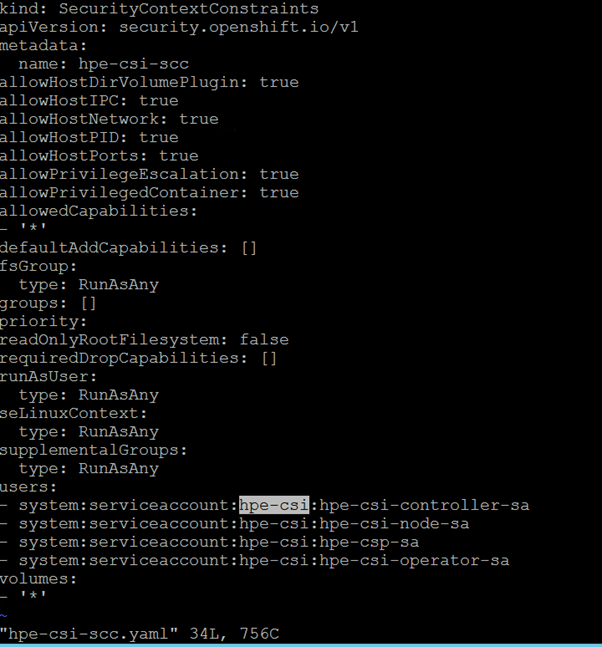 kind: SecurityContextConstraints
apiVersion: security.openshift.io/v1
metadata:
  name: hpe-csi-scc
allowHostDirVolumePlugin: true
allowHostIPC: true
allowHostNetwork: true
allowHostPID: true
allowHostPorts: true
allowPrivilegeEscalation: true
allowPrivilegedContainer: true
allowedCapabilities:
- '*'
defaultAddCapabilities: []
fsGroup:
  type: RunAsAny
groups: []
priority:
readOnlyRootFilesystem: false
requiredDropCapabilities: []
runAsUser:
  type: RunAsAny
seLinuxContext:
  type: RunAsAny
supplementalGroups:
  type: RunAsAny
users:
- system:serviceaccount:hpe-csi:hpe-csi-controller-sa
- system:serviceaccount:hpe-csi:hpe-csi-node-sa
- system:serviceaccount:hpe-csi:hpe-csp-sa
- system:serviceaccount:hpe-csi:hpe-csi-operator-sa
volumes:
- '*'
~
"hpe-csi-scc.yaml" 34L, 756C